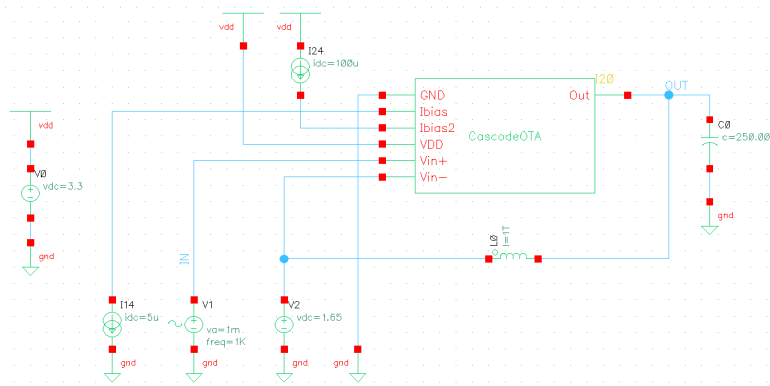 vdd
vdd
I24
idc=100u
I20
GND
Ibias
Ibias2
VDD
Vin+
Vin-
CascodeOTA
Out
OUT
C0
c=250.00
gnd
vdd
V0
vdc=3.3
gnd
IN
L0
l=1T
I14
idc=5u
gnd
V1
va=1m
freq=1K
gnd
V2
vdc=1.65
gnd
gnd